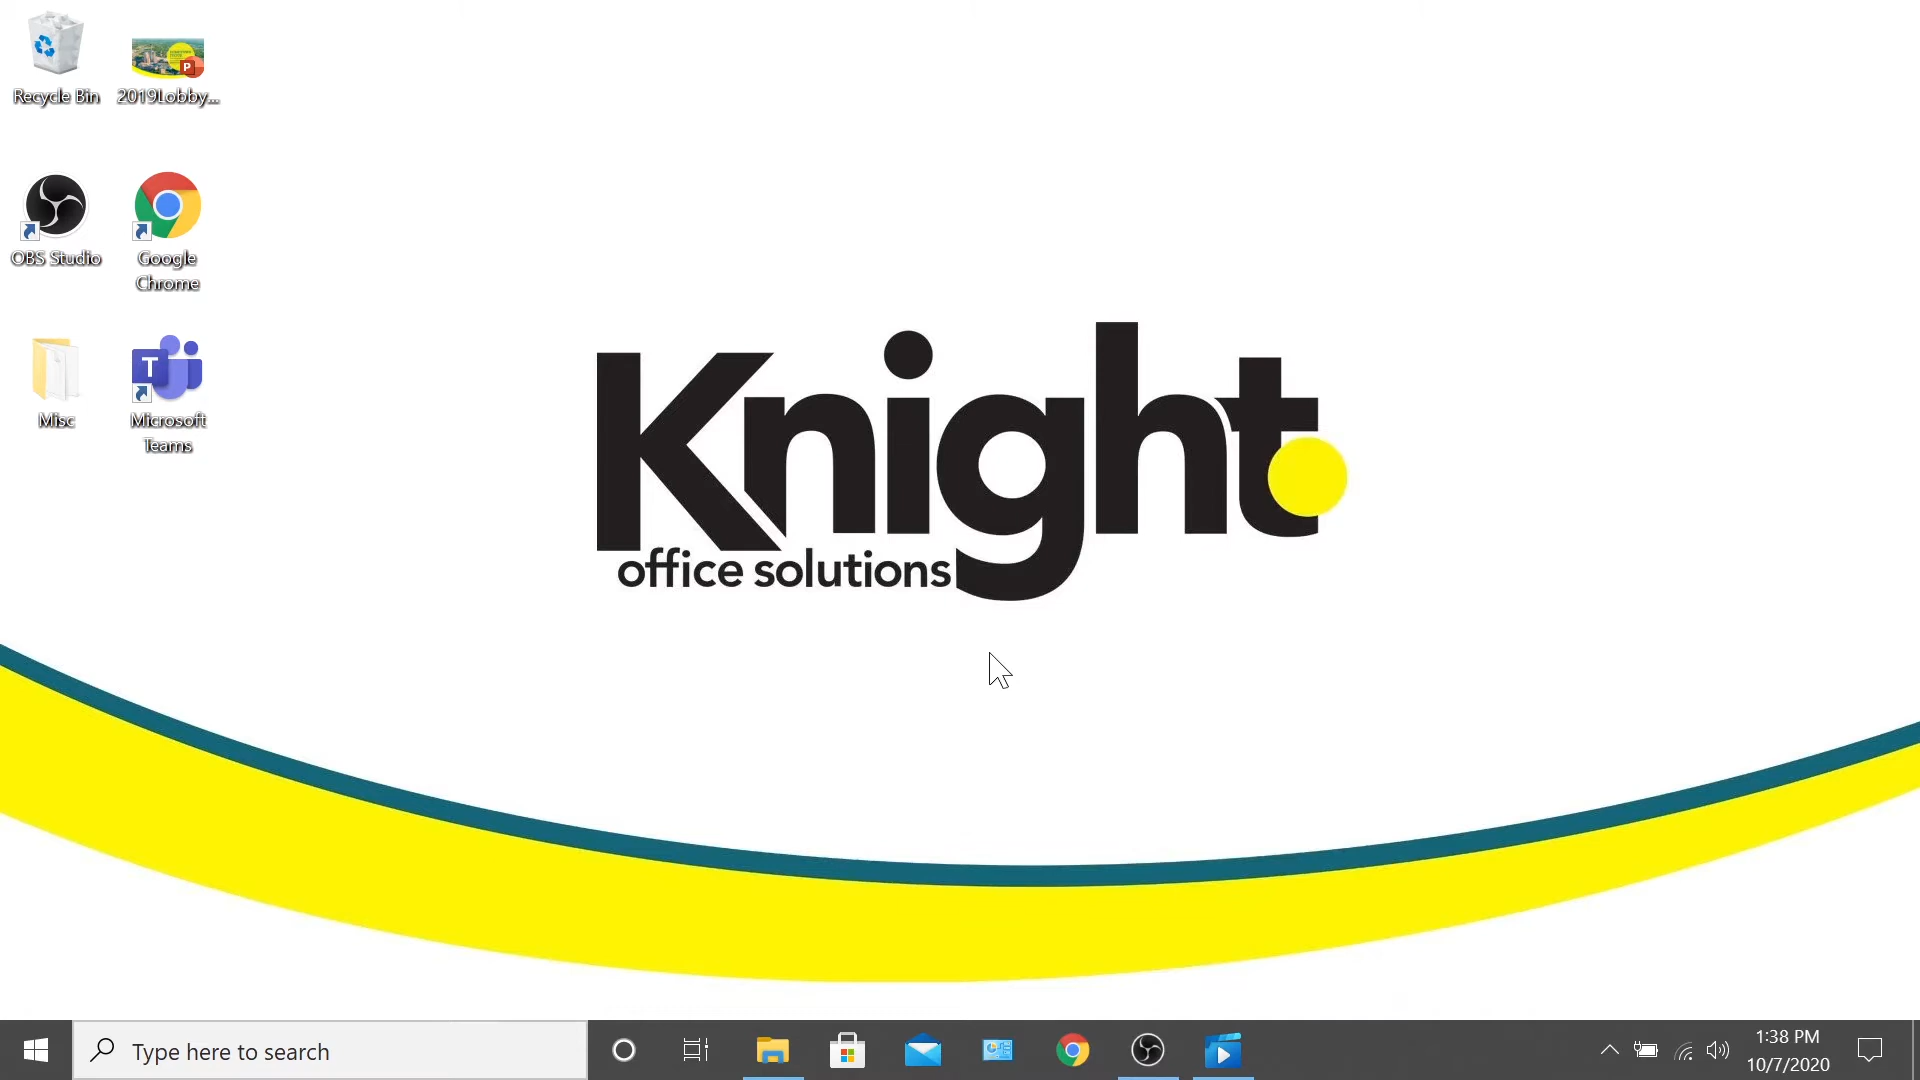 Recycle Bin
2019Lobby...
OBS Studio
Google
Chrome
Misc
T
Microsoft
Teams
P
Knight
office solutions
Type here to search
1:38 PM
10/7/2020